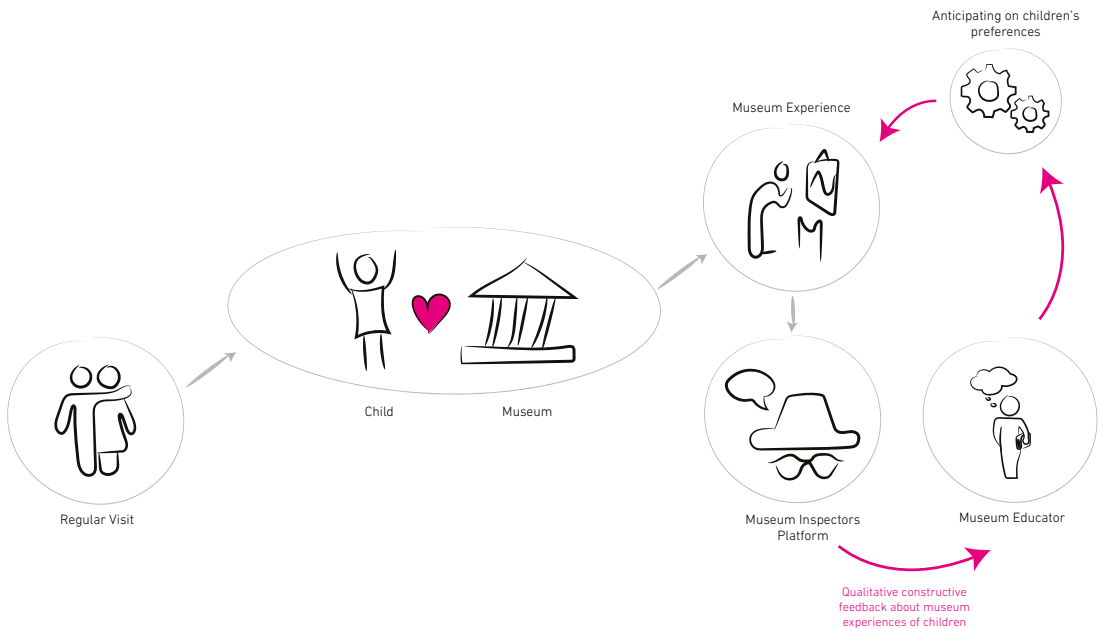 Anticipating on children's
preferences
Museum Experience
Child
Museum
Regular Visit
Museum Inspectors
Platform
Museum Educator
Qualitative constructive
feedback about museum
experiences of children